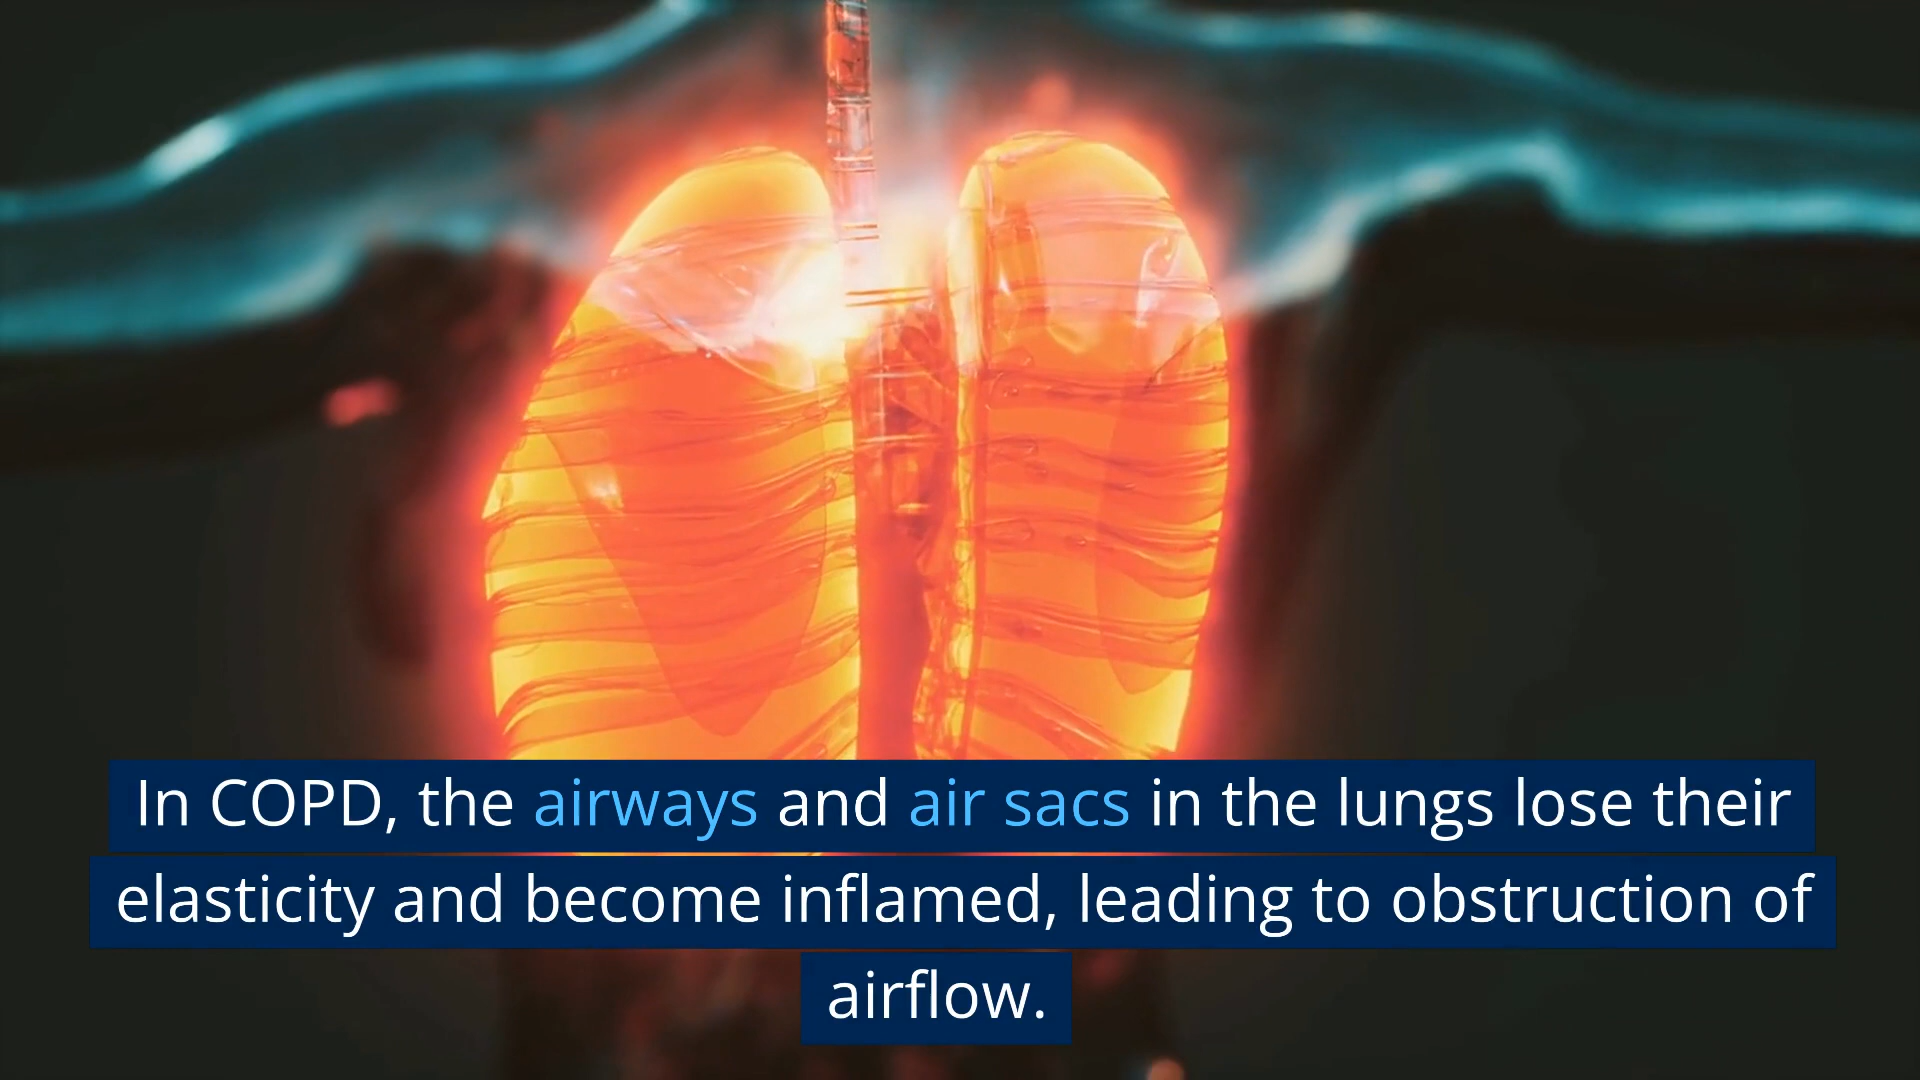 In COPD, the airways and air sacs in the lungs lose their
elasticity and become inflamed, leading to obstruction of
airflow.